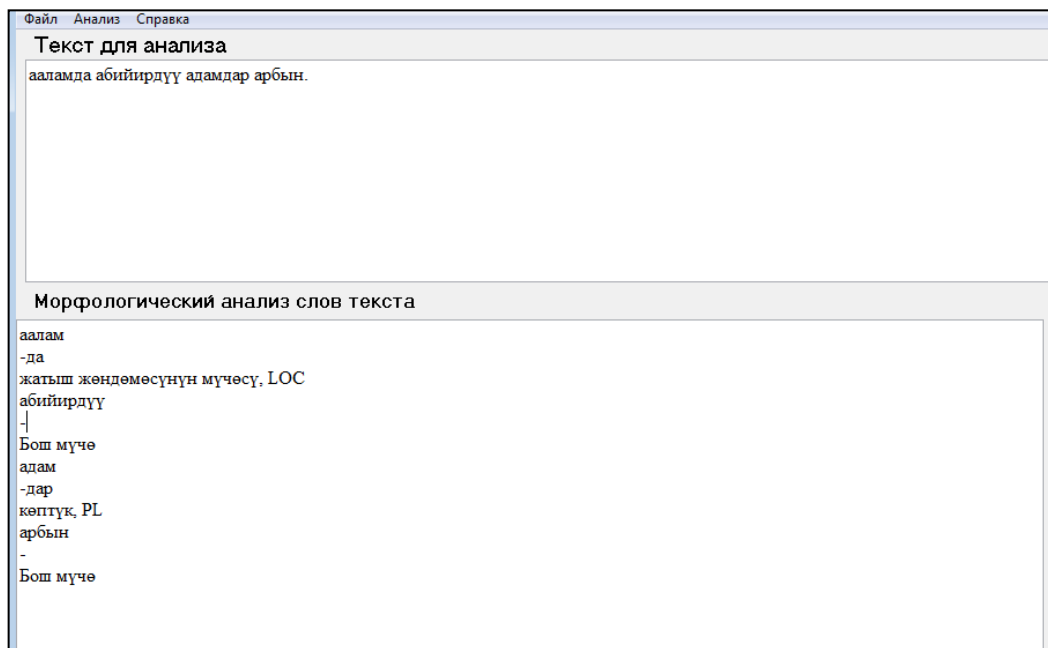 Файл Анализ Справка
Текст для анализа
ааламда абийирдүү адамдар арбын.
Морфологический анализ слов текста
аалам
-да
жатыш жөндөмөсүнүн мүчөсү, LOC
абийирдүү
-
Бош мүчө
адам
-дар
көптүк, PL
арбын
-
Бош мүчө